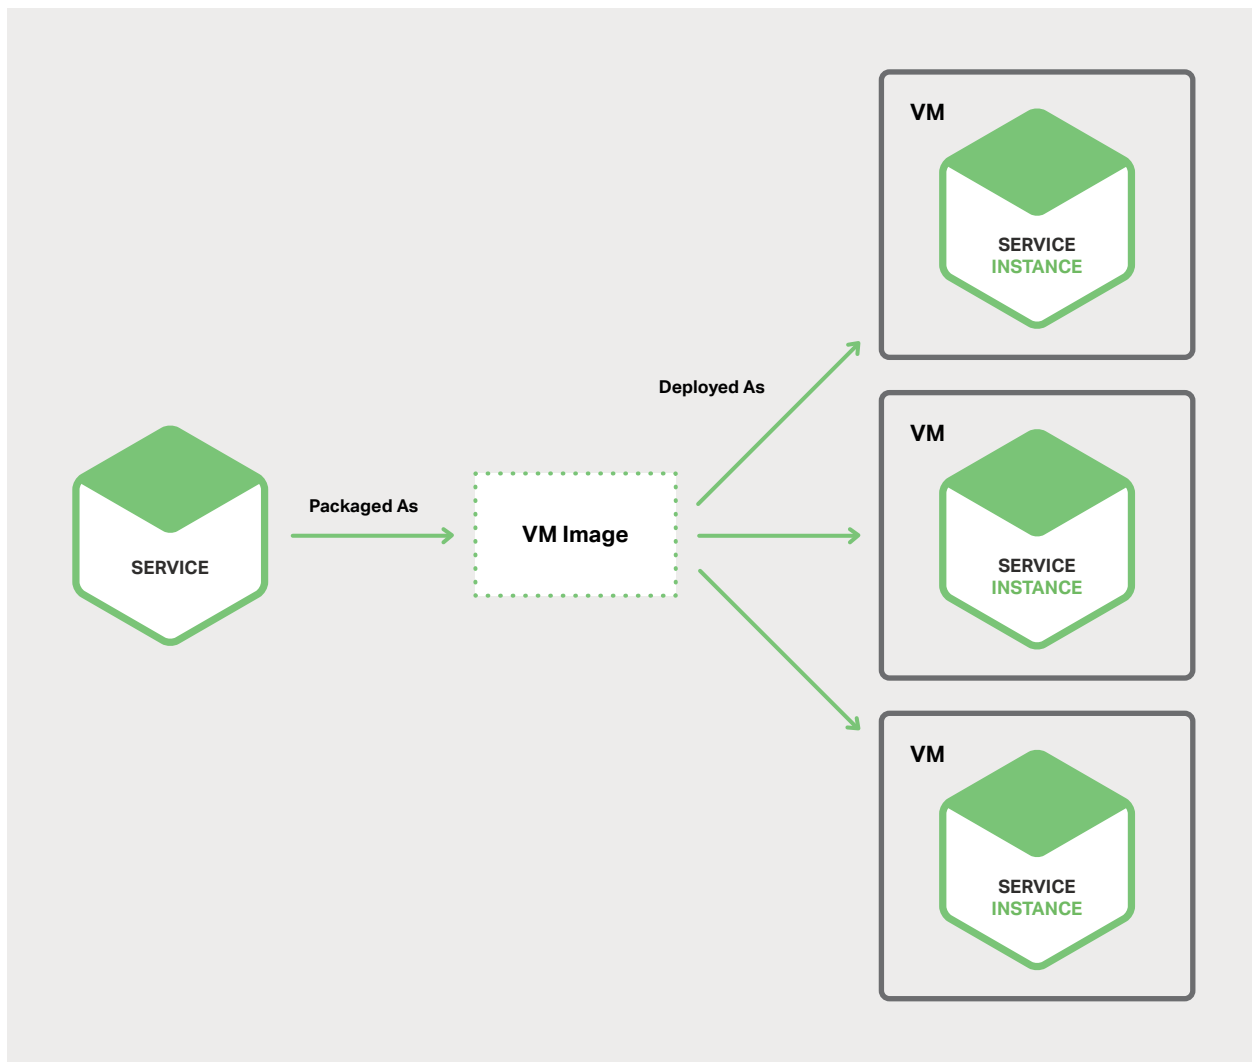 SERVICE
Packaged As
VM Image
Deployed As
VM
SERVICE
INSTANCE
VM
SERVICE
INSTANCE
VM
SERVICE
INSTANCE